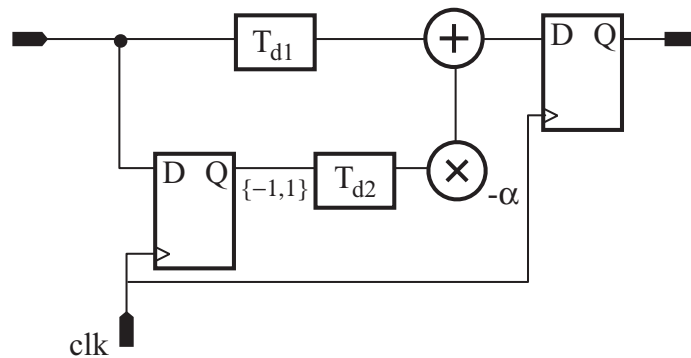 T_d1
+
D Q
D Q
{−1,1}
T_d2
×
-α
clk